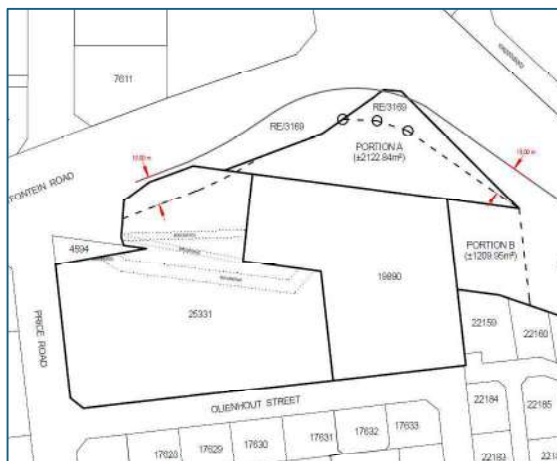 7611
RE/3169
RE/3169
PORTION A
(±2122.84m²)
FONTEIN ROAD
4594
PORTION B
(±1209.95m²)
19890
25331
PRICE ROAD
22159
22160
OLIENHOUT STREET
22184
22185
17628
17629
17630
17631
17632
17633
22183